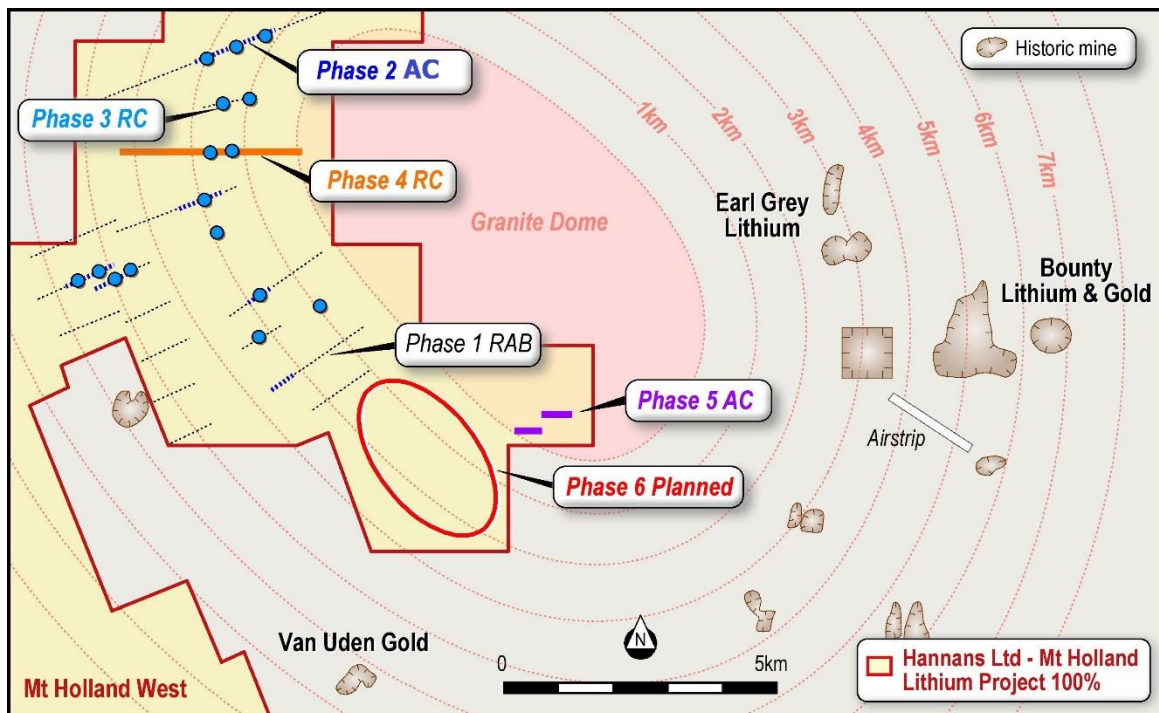 Historic mine
Phase 2 AC
Phase 3 RC
1km
2km
3km
4km
5km
6km
7km
Phase 4 RC
Granite Dome
Earl Grey
Lithium
Bounty
Lithium & Gold
Phase 1 RAB
Phase 5 AC
Airstrip
Phase 6 Planned
Van Uden Gold
N
0
5km
Mt Holland West
Hannans Ltd - Mt Holland
Lithium Project 100%